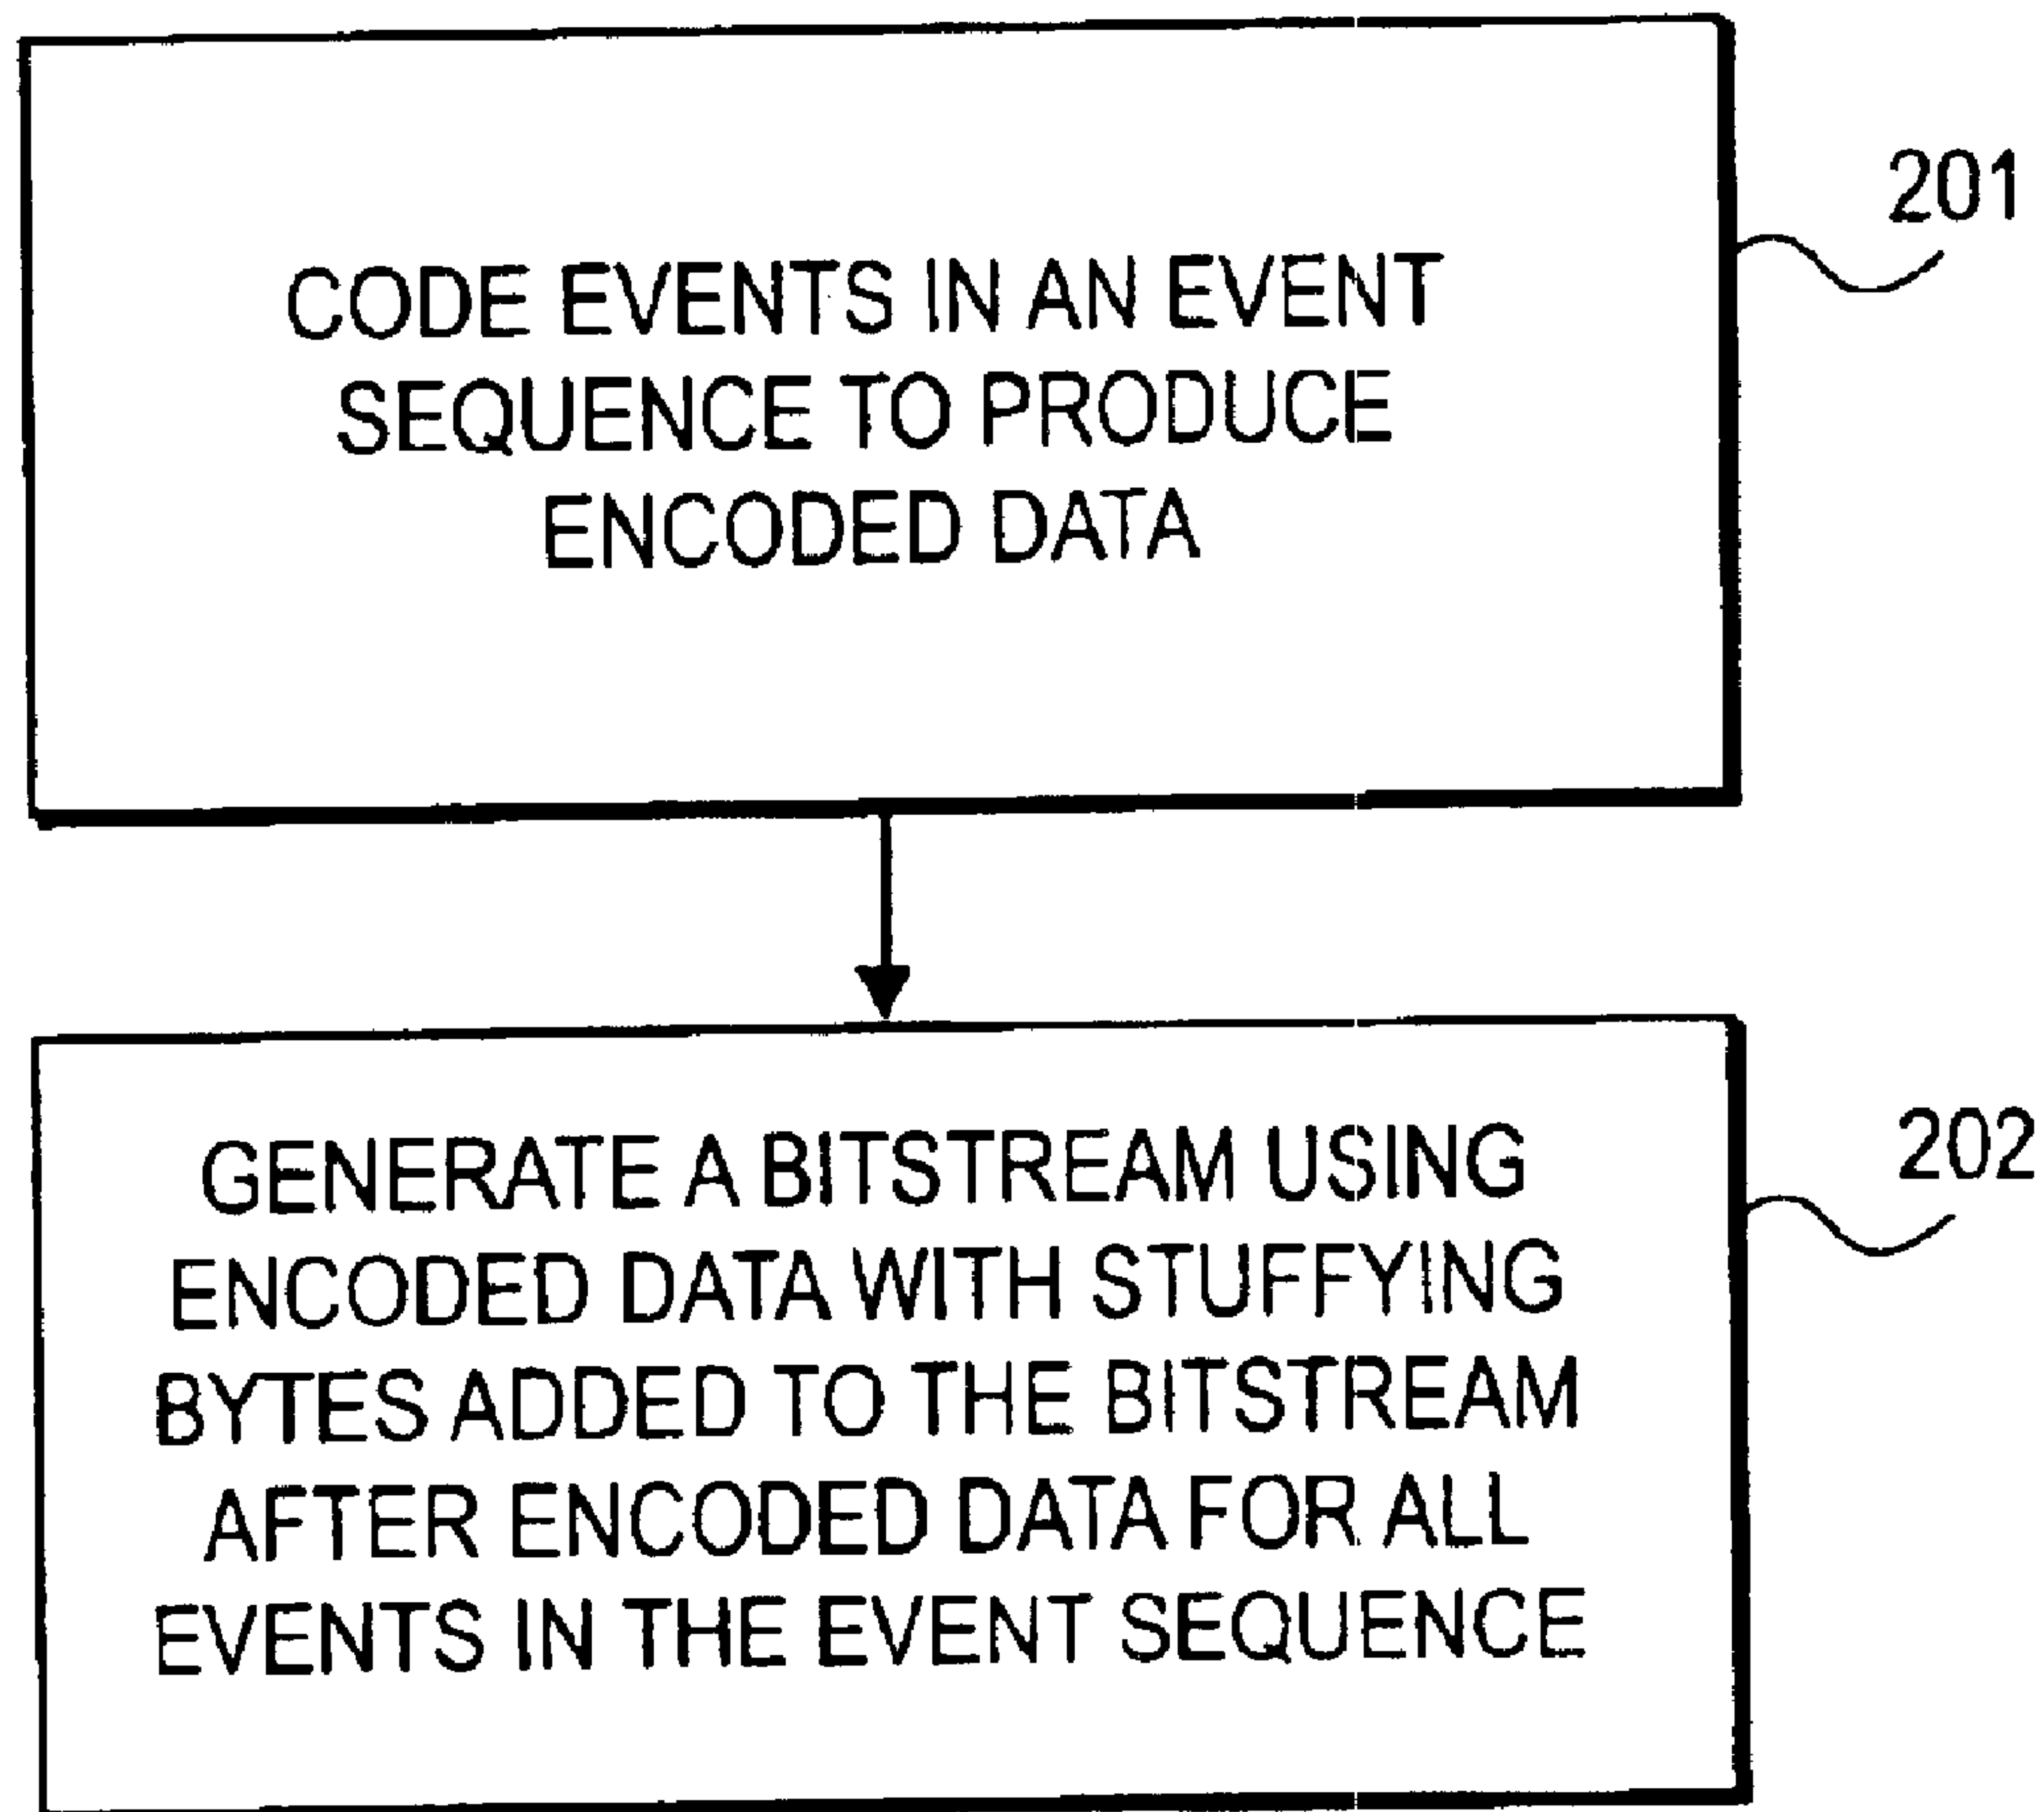 CODE EVENTS IN AN EVENT
SEQUENCE TO PRODUCE
ENCODED DATA
201
GENERATE A BITSTREAM USING
ENCODED DATA WITH STUFFYING
BYTES ADDED TO THE BITSTREAM
AFTER ENCODED DATA FOR ALL
EVENTS IN THE EVENT SEQUENCE
202